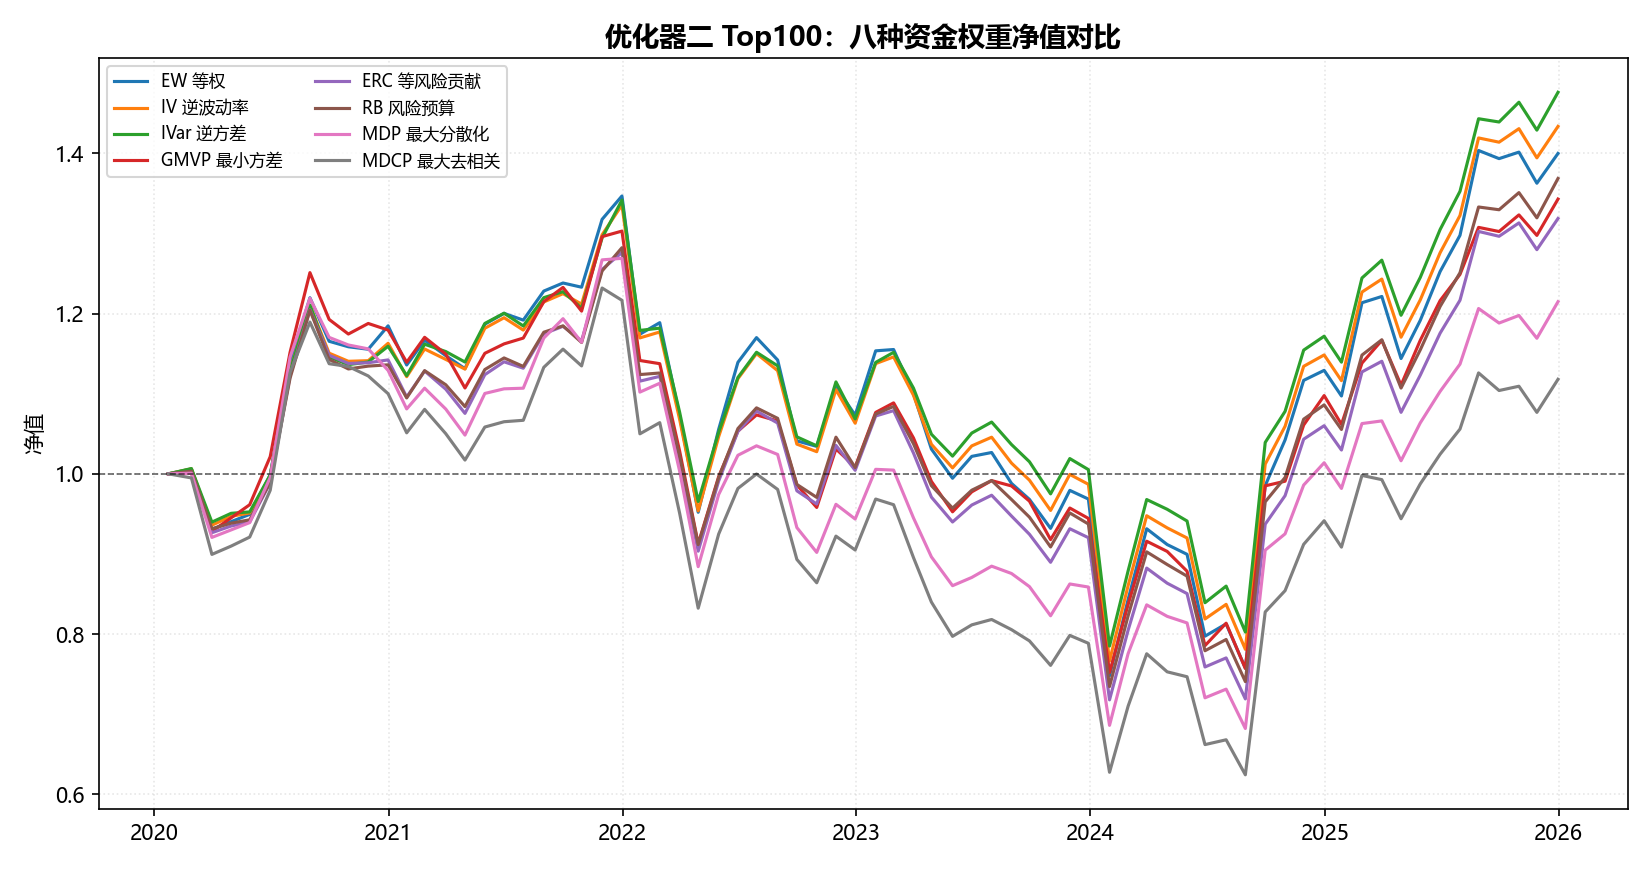 优化器二 Top100：八种资金权重净值对比
EW 等权
IV 逆波动率
IVar 逆方差
GMVP 最小方差
ERC 等风险贡献
RB 风险预算
MDP 最大分散化
MDCP 最大去相关
净值
1.4
1.2
1.0
0.8
0.6
2020
2021
2022
2023
2024
2025
2026